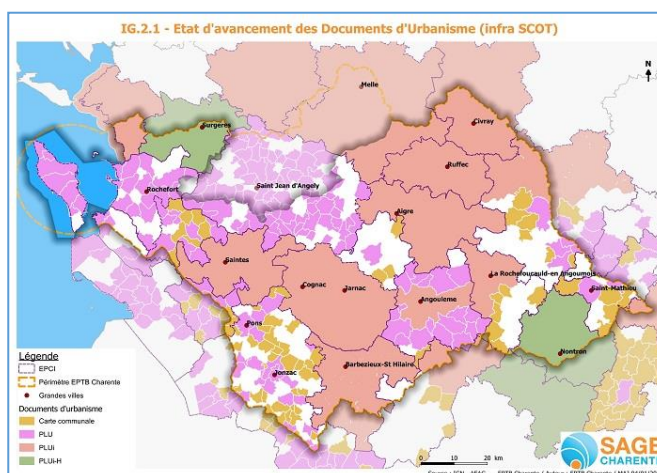 IG.2.1 - Etat d'avancement des Documents d'Urbanisme (infra SCOT)
N
Melle
Surgères
Civray
Ruffec
Rochefort
Saint Jean d'Angely
Aigre
Saintes
Cognac
Jarnac
La Rochefoucauld-en Angoumois
Saint-Mathieu
Angouleme
Pons
Nontron
Jonzac
Barbezieux-St Hilaire
Légende
EPCI
Périmètre EPTB Charente
Grandes villes
Documents d'urbanisme
Carte communale
PLU
PLUi
PLUi-H
0 10 20 km
SAGE
CHARENTE